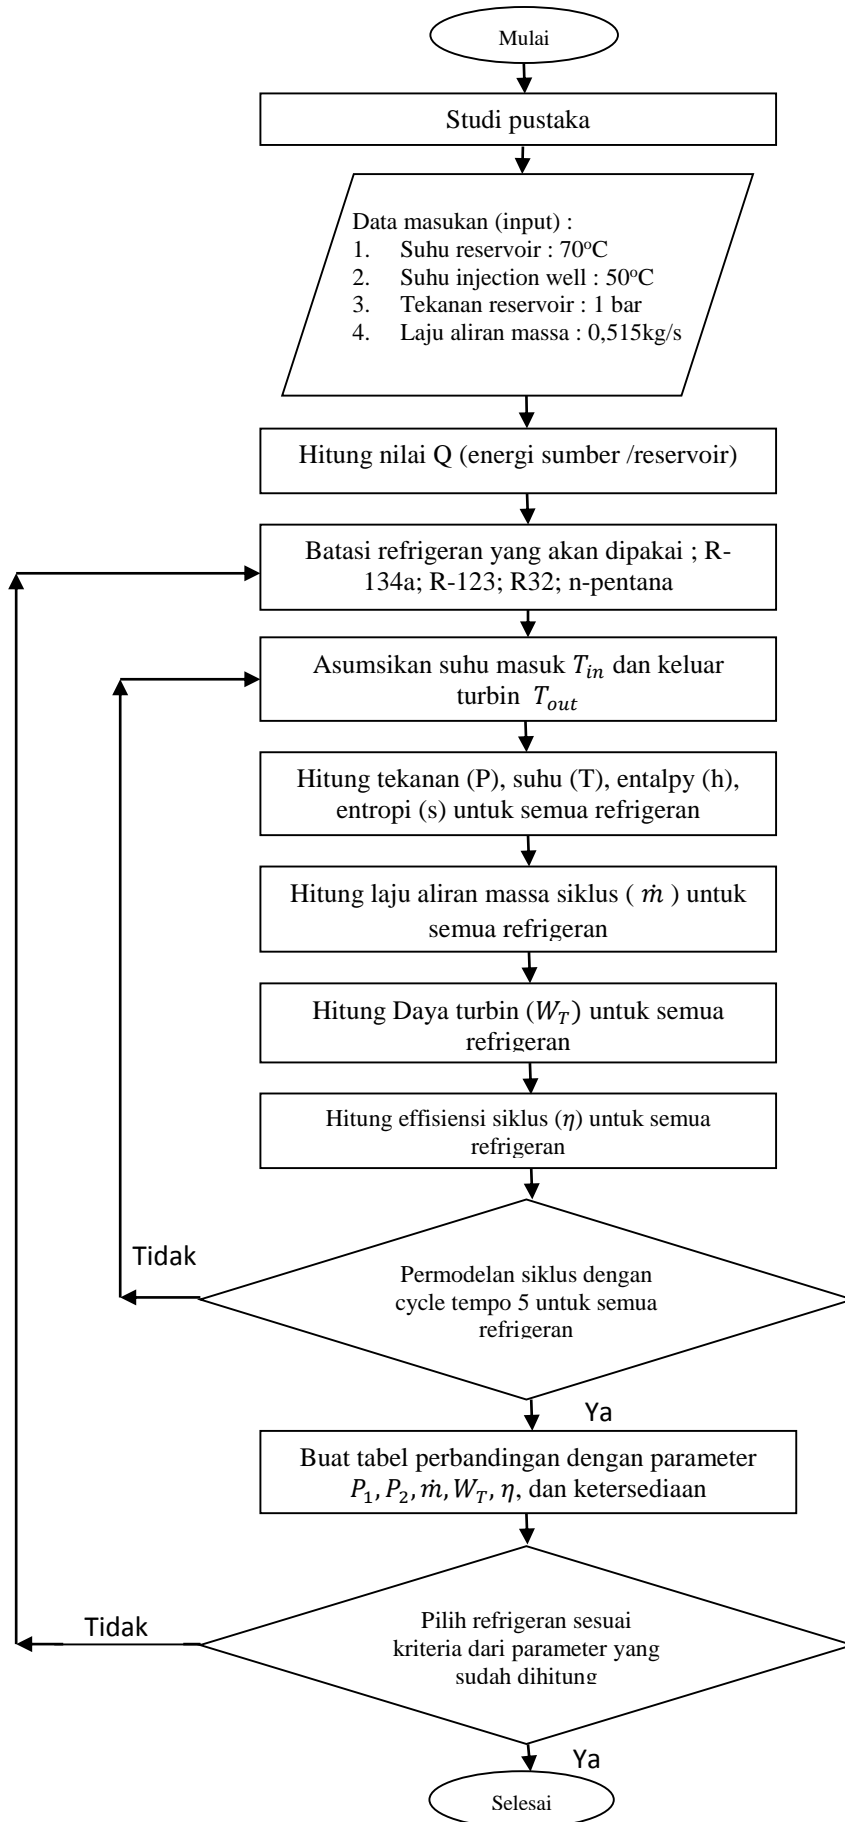 Mulai
Studi pustaka
Data masukan (input) :
1. Suhu reservoir : 70°C
2. Suhu injection well : 50°C
3. Tekanan reservoir : 1 bar
4. Laju aliran massa : 0,515kg/s
Hitung nilai Q (energi sumber /reservoir)
Batasi refrigeran yang akan dipakai ; R-
134a; R-123; R32; n-pentana
Asumsikan suhu masuk T_in dan keluar
turbin T_out
Hitung tekanan (P), suhu (T), entalpy (h),
entropi (s) untuk semua refrigeran
Hitung laju aliran massa siklus ( ṁ ) untuk
semua refrigeran
Hitung Daya turbin (W_T) untuk semua
refrigeran
Hitung effisiensi siklus (η) untuk semua
refrigeran
Tidak
Permodelan siklus dengan
cycle tempo 5 untuk semua
refrigeran
Ya
Buat tabel perbandingan dengan parameter
P_1, P_2, ṁ, W_T, η, dan ketersediaan
Tidak
Pilih refrigeran sesuai
kriteria dari parameter yang
sudah dihitung
Ya
Selesai